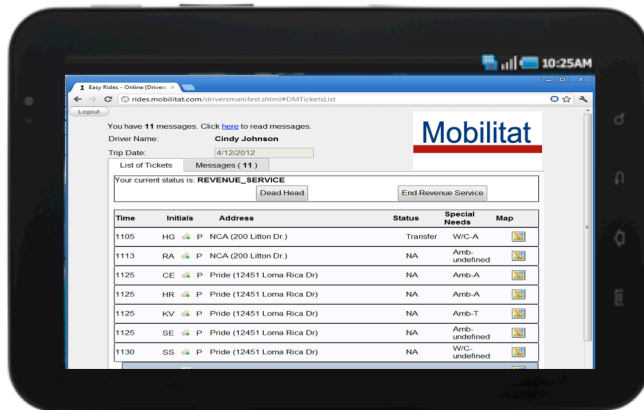 10:25AM
Easy Rides - Online [Drivers
rides.mobilitat.com/driversmanifest.shtml#DMTicketsList
Logout
You have 11 messages. Click here to read messages.
Driver Name: Cindy Johnson
Trip Date: 4/12/2012
Mobilitat
List of Tickets Messages ( 11 )
Your current status is: REVENUE_SERVICE
Dead Head End Revenue Service
Time Initials Address Status Special Needs Map
1105 HG P NCA (200 Litton Dr.) Transfer W/C-A
1113 RA P NCA (200 Litton Dr.) NA Amb-undefined
1125 CE P Pride (12451 Loma Rica Dr) NA Amb-A
1125 HR P Pride (12451 Loma Rica Dr) NA Amb-A
1125 KV P Pride (12451 Loma Rica Dr) NA Amb-T
1125 SE P Pride (12451 Loma Rica Dr) NA Amb-undefined
1130 SS P Pride (12451 Loma Rica Dr) NA W/C-undefined